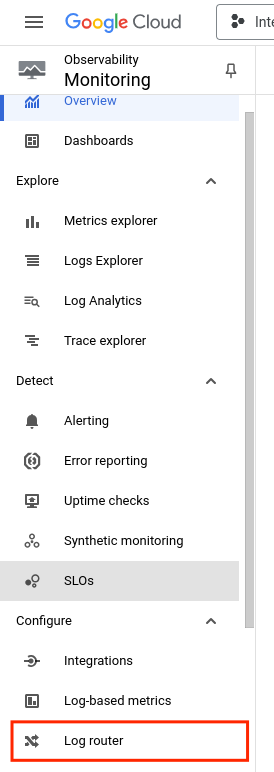 Google Cloud
Inte
Observability
Monitoring
Overview
Dashboards
Explore
Metrics explorer
Logs Explorer
Log Analytics
Trace explorer
Detect
Alerting
Error reporting
Uptime checks
Synthetic monitoring
SLOs
Configure
Integrations
Log-based metrics
Log router